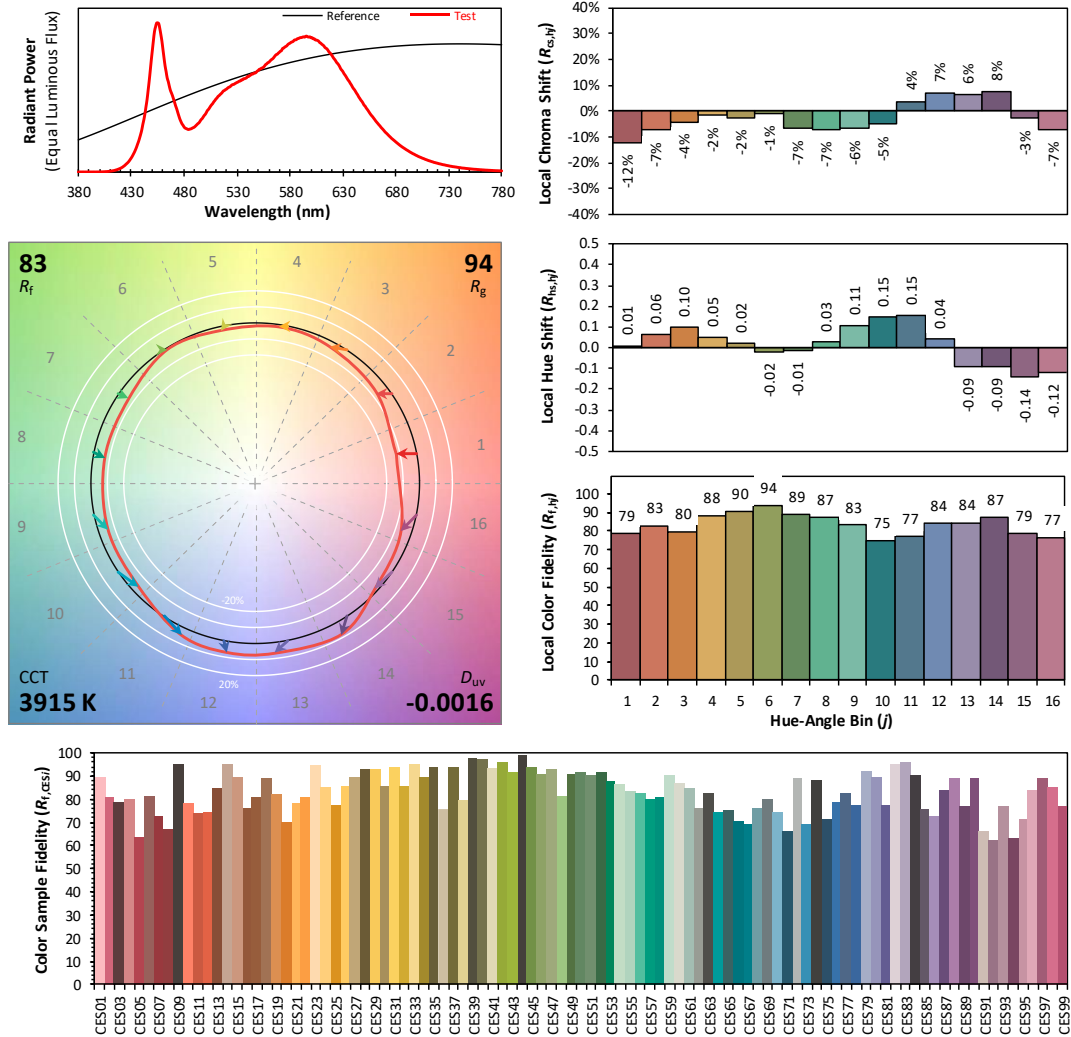 Radiant Power
(Equal Luminous Flux)
Reference
Test
380 430 480 530 580 630 680 730 780
Wavelength (nm)
Local Chroma Shift (Rcs,hj)
40%
30%
20%
10%
0%
-10%
-20%
-30%
-40%
-12% -7% -4% -2% -2% -1% -7% -7% -6% -5% 4% 7% 6% 8% -3% -7%
83
Rf
94
Rg
5 4
6 3
7 2
8 1
9 16
10 15
11 14
12 13
-20%
20%
CCT
3915 K
Duv
-0.0016
Local Hue Shift (Rhs,hj)
0.5
0.4
0.3
0.2
0.1
0.0
-0.1
-0.2
-0.3
-0.4
-0.5
0.01 0.06 0.10 0.05 0.02 -0.02 -0.01 0.03 0.11 0.15 0.15 0.04 -0.09 -0.09 -0.14 -0.12
Local Color Fidelity (Rf,hj)
100
90
80
70
60
50
40
30
20
10
0
79 83 80 88 90 94 89 87 83 75 77 84 84 87 79 77
1 2 3 4 5 6 7 8 9 10 11 12 13 14 15 16
Hue-Angle Bin (j)
Color Sample Fidelity (Rf,CESi)
100
90
80
70
60
50
40
30
20
10
0
CES01 CES03 CES05 CES07 CES09 CES11 CES13 CES15 CES17 CES19 CES21 CES23 CES25 CES27 CES29 CES31 CES33 CES35 CES37 CES39 CES41 CES43 CES45 CES47 CES49 CES51 CES53 CES55 CES57 CES59 CES61 CES63 CES65 CES67 CES69 CES71 CES73 CES75 CES77 CES79 CES81 CES83 CES85 CES87 CES89 CES91 CES93 CES95 CES97 CES99